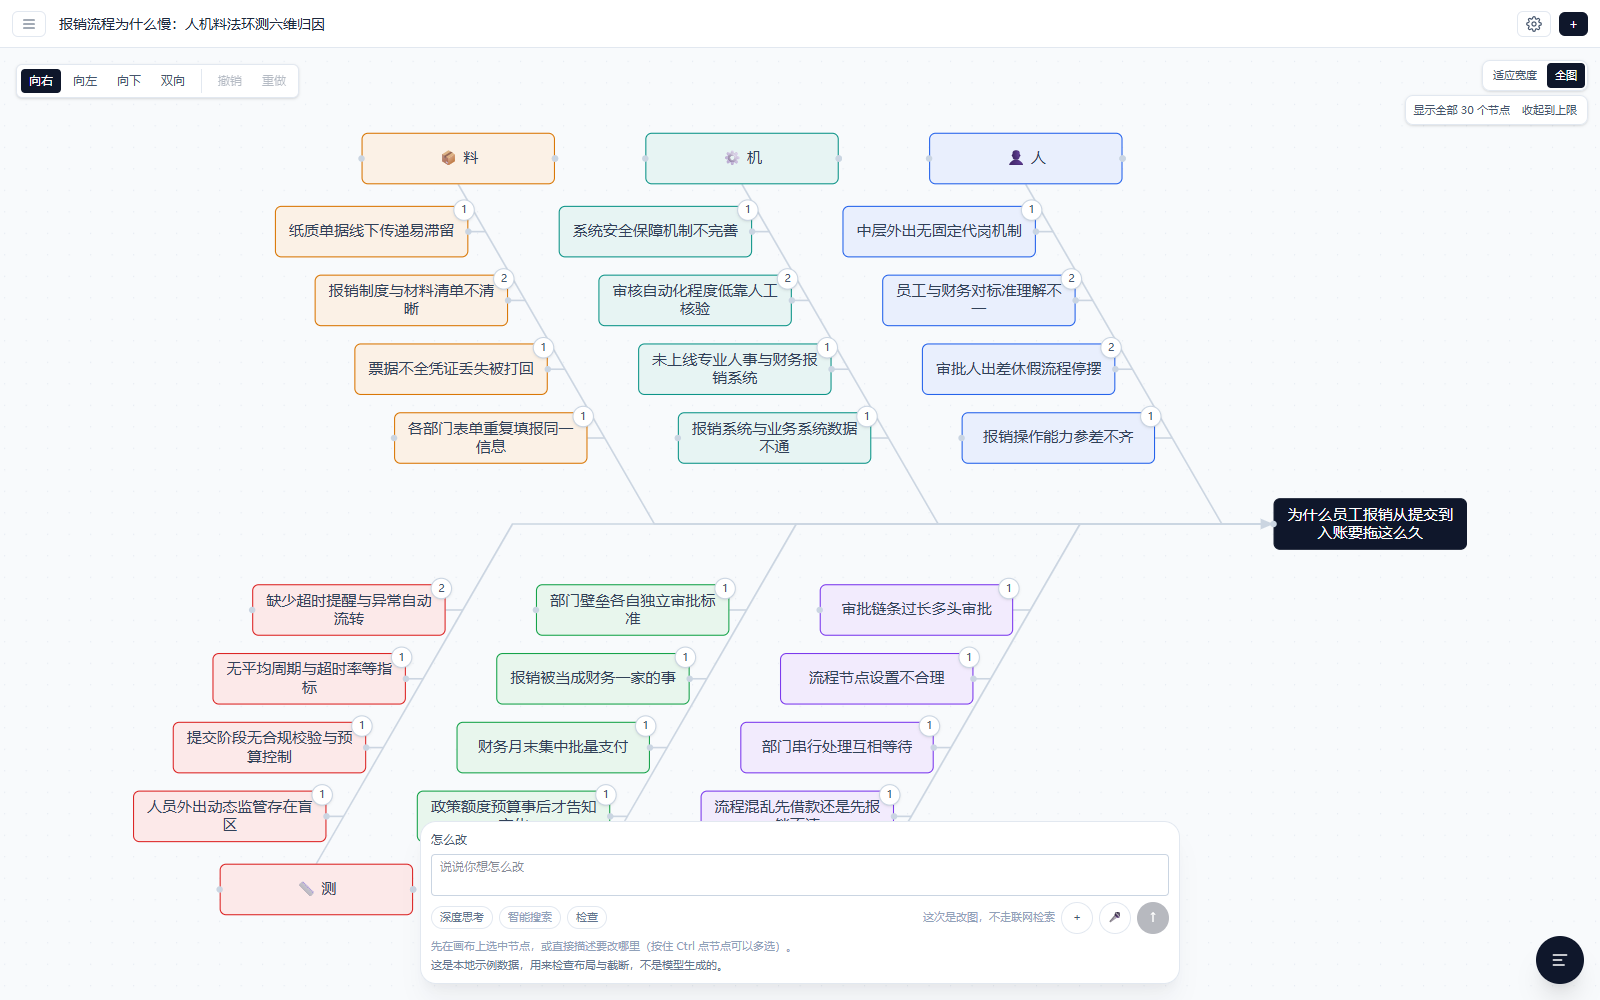 报销流程为什么慢：人机料法环测六维归因
+
向右 向左 向下 双向 撤销 重做
适应宽度 全图
显示全部 30 个节点 收起到上限
料
机
人
1
纸质单据线下传递易滞留
1
系统安全保障机制不完善
1
中层外出无固定代岗机制
2
报销制度与材料清单不清
晰
2
审核自动化程度低靠人工
核验
2
员工与财务对标准理解不
一
1
票据不全凭证丢失被打回
1
未上线专业人事与财务报
销系统
2
审批人出差休假流程停摆
1
各部门表单重复填报同一
信息
1
报销系统与业务系统数据
不通
1
报销操作能力参差不齐
为什么员工报销从提交到
入账要拖这么久
2
缺少超时提醒与异常自动
流转
1
部门壁垒各自独立审批标
准
1
审批链条过长多头审批
1
无平均周期与超时率等指
标
1
报销被当成财务一家的事
1
流程节点设置不合理
1
提交阶段无合规校验与预
算控制
1
财务月末集中批量支付
1
部门串行处理互相等待
1
人员外出动态监管存在盲
区
1
政策额度预算事后才告知
1
流程混乱先借款还是先报
测
怎么改
说说你想怎么改
深度思考 智能搜索 检查 这次是改图，不走联网检索 +
先在画布上选中节点，或直接描述要改哪里（按住 Ctrl 点节点可以多选）。
这是本地示例数据，用来检查布局与截断，不是模型生成的。